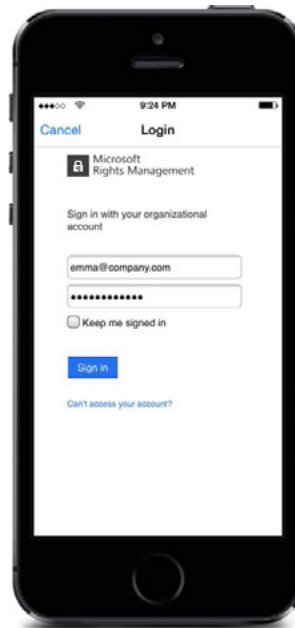 9:24 PM
Cancel Login
Microsoft
Rights Management
Sign in with your organizational
account
emma@company.com
••••••••••••
Keep me signed in
Sign in
Can't access your account?